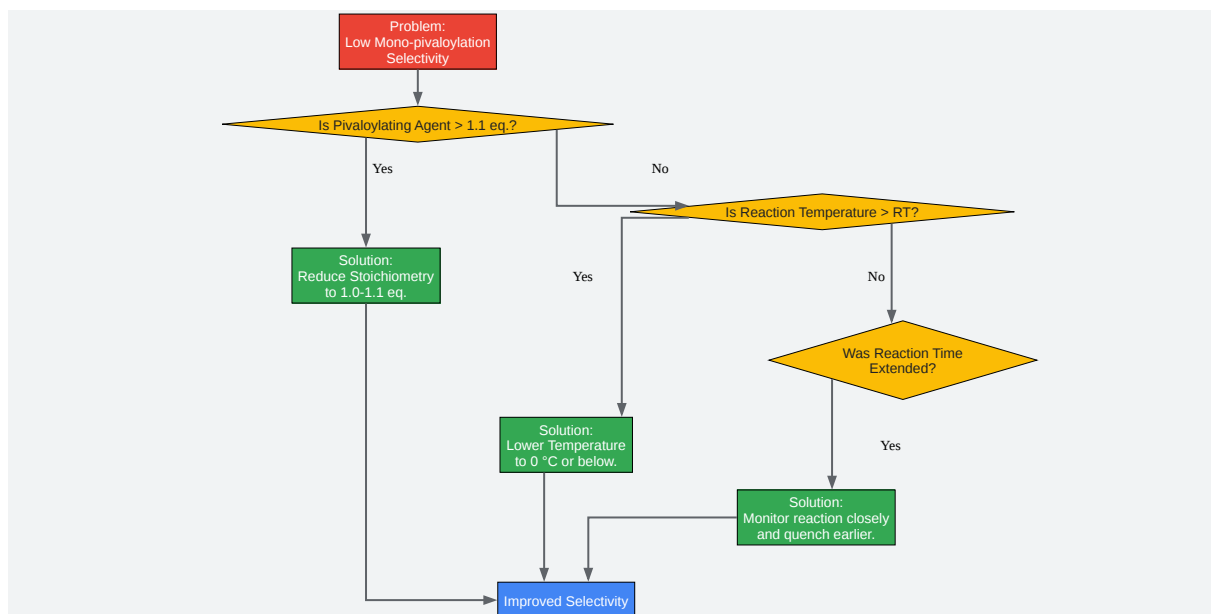 Problem:
Low Mono-pivaloylation
Selectivity
Is Pivaloylating Agent > 1.1 eq.?
Yes
No
Is Reaction Temperature > RT?
Solution:
Reduce Stoichiometry
to 1.0-1.1 eq.
Yes
No
Was Reaction Time
Extended?
Solution:
Lower Temperature
to 0 °C or below.
Yes
Solution:
Monitor reaction closely
and quench earlier.
Improved Selectivity